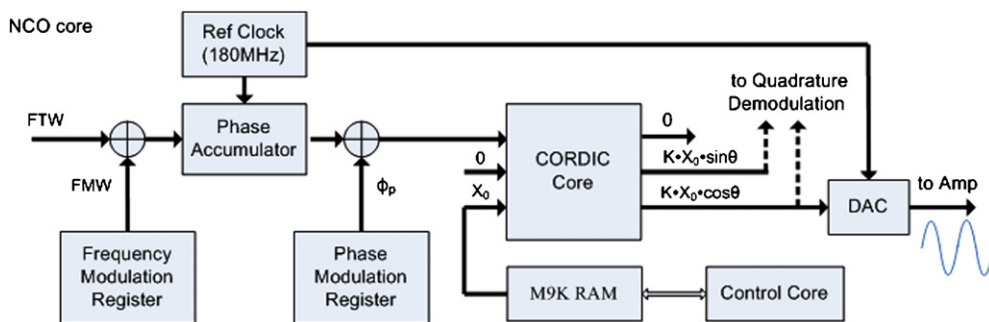 NCO core
Ref Clock
(180MHz)
to Quadrature
Demodulation
FTW
Phase
Accumulator
FMW
ϕp
0
X₀
CORDIC
Core
0
K•X₀•sinθ
K•X₀•cosθ
DAC
to Amp
Frequency
Modulation
Register
Phase
Modulation
Register
M9K RAM
Control Core